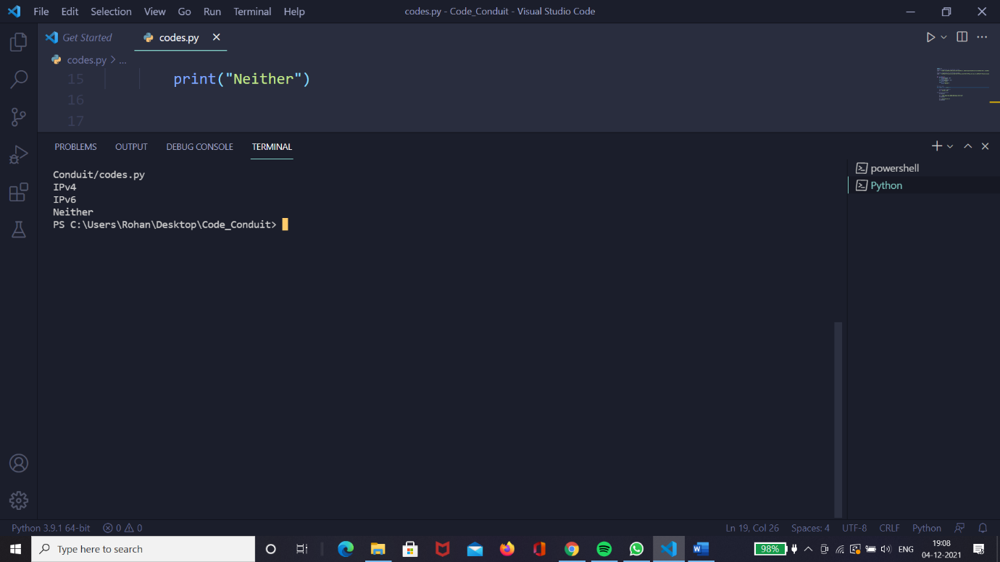 File Edit Selection View Go Run Terminal Help
codes.py - Code_Conduit - Visual Studio Code
Get Started
codes.py
codes.py > ...
15 print("Neither")
16
17
PROBLEMS OUTPUT DEBUG CONSOLE TERMINAL
Conduit/codes.py
IPv4
IPv6
Neither
PS C:\Users\Rohan\Desktop\Code_Conduit>
powershell
Python
Python 3.9.1 64-bit 0 0
Ln 19, Col 26 Spaces: 4 UTF-8 CRLF Python
Type here to search
98%
ENG
19:08
04-12-2021